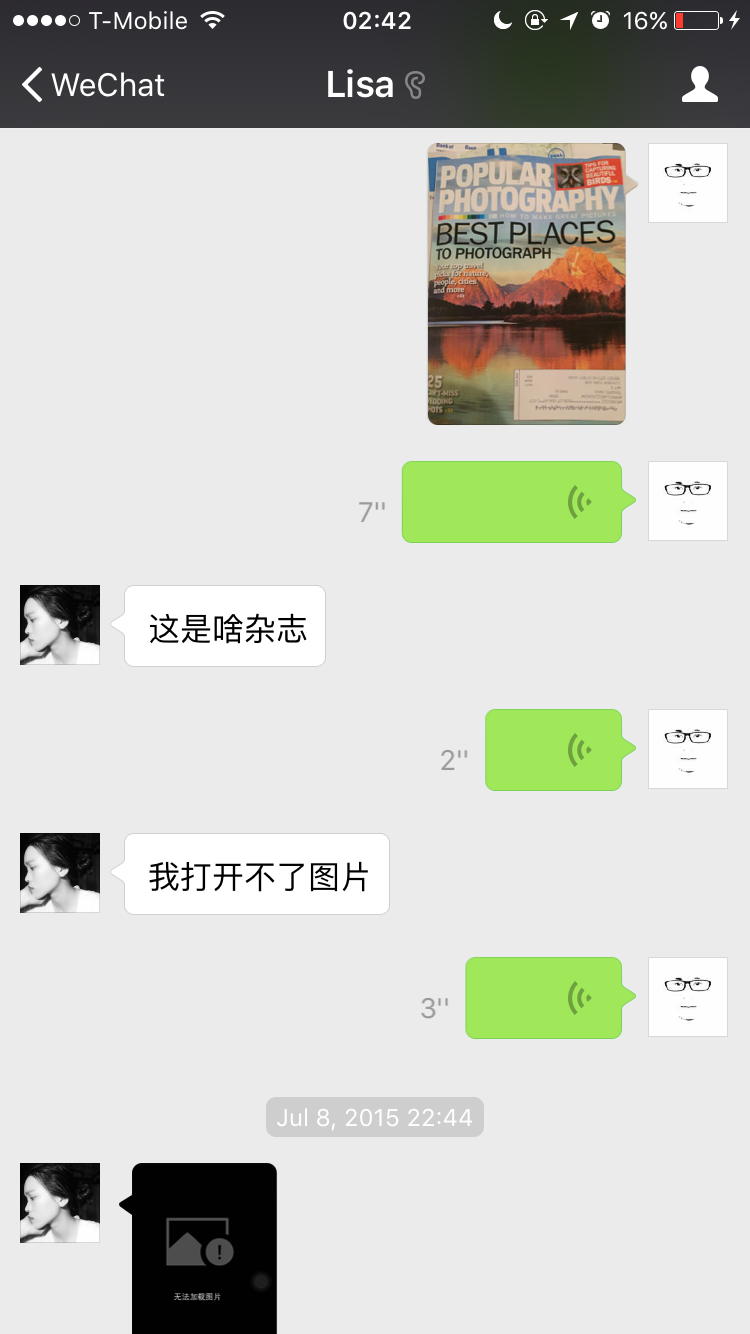 T-Mobile
02:42
16%
WeChat
Lisa
POPULAR
PHOTOGRAPHY
TIPS FOR
CAPTURING
BEAUTIFUL
BIRDS
HOW TO MAKE GREAT PICTURES
BEST PLACES
TO PHOTOGRAPH
Your top travel
picks for nature,
people, cities,
and more
25
7''
这是啥杂志
2''
我打开不了图片
3''
Jul 8, 2015 22:44
无法加载图片